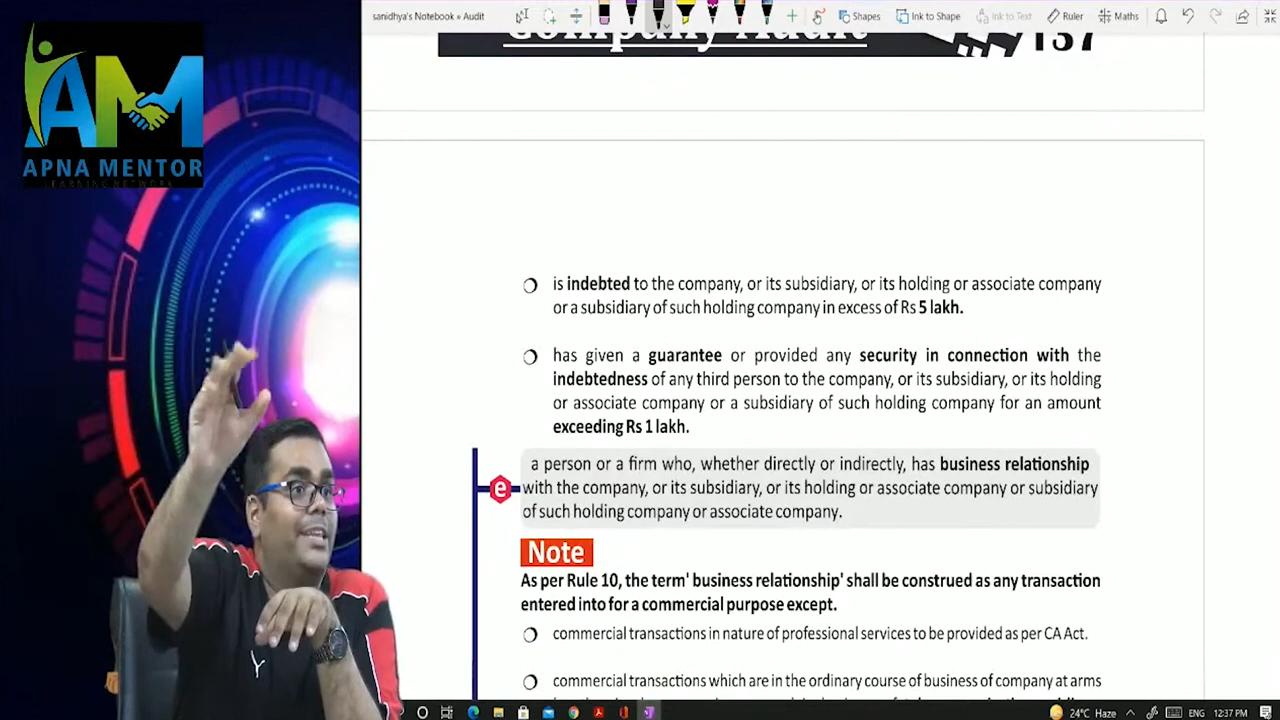 sanidhya's Notebook » Audit
Shapes
Ink to Shape
Ink to Text
Ruler
Maths
Company Audit
137
AM
APNA MENTOR
LEARNING NETWORK
is indebted to the company, or its subsidiary, or its holding or associate company
or a subsidiary of such holding company in excess of Rs 5 lakh.
has given a guarantee or provided any security in connection with the
indebtedness of any third person to the company, or its subsidiary, or its holding
or associate company or a subsidiary of such holding company for an amount
exceeding Rs 1 lakh.
e
a person or a firm who, whether directly or indirectly, has business relationship
with the company, or its subsidiary, or its holding or associate company or subsidiary
of such holding company or associate company.
Note
As per Rule 10, the term' business relationship' shall be construed as any transaction
entered into for a commercial purpose except.
commercial transactions in nature of professional services to be provided as per CA Act.
commercial transactions which are in the ordinary course of business of company at arms
24°C Haze
ENG
12:37 PM